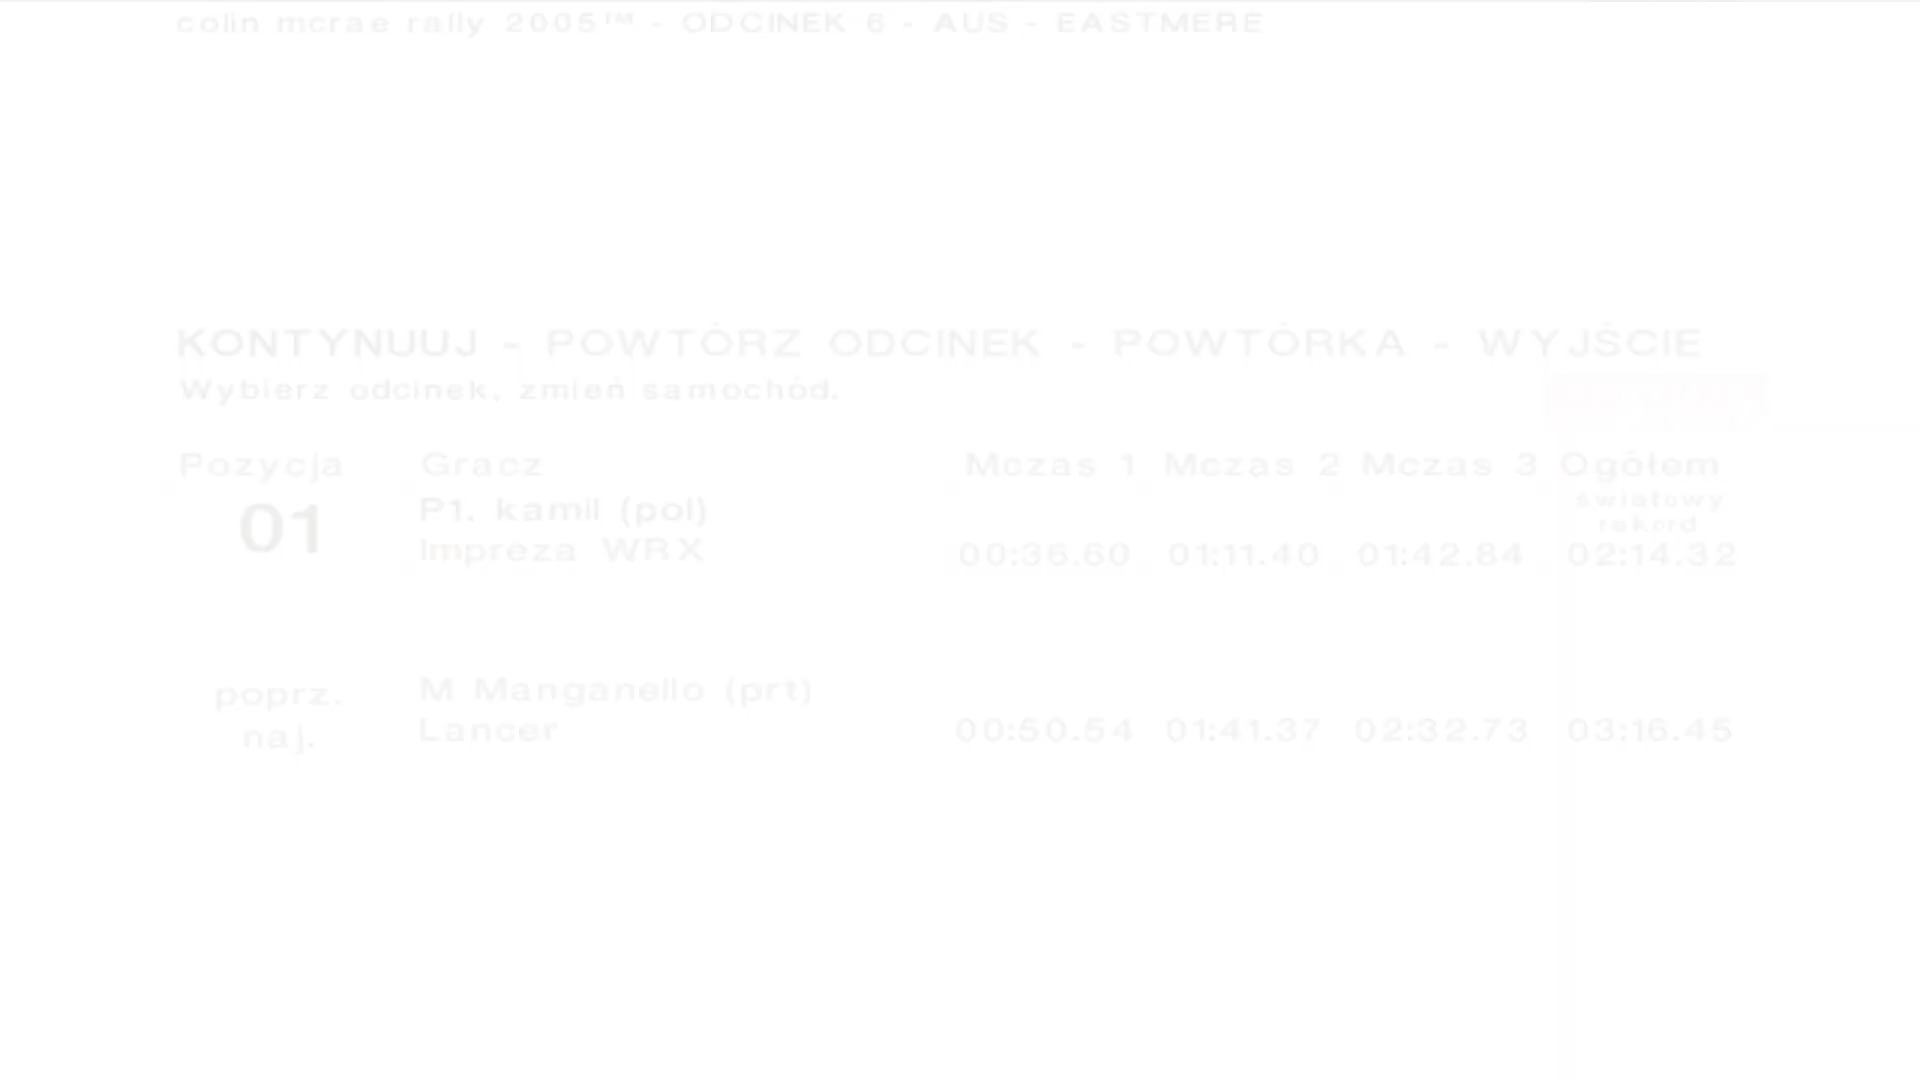 colin mcrae rally 2005™ - ODCINEK 6 - AUS - EASTMERE
KONTYNUUJ - POWTÓRZ ODCINEK - POWTÓRKA - WYJŚCIE
Wybierz odcinek, zmień samochód.
Pozycja Gracz Mczas 1 Mczas 2 Mczas 3 Ogółem
światowy
rekord
01 P1. kamil (pol)
Impreza WRX 00:36.60 01:11.40 01:42.84 02:14.32
poprz. M Manganello (prt)
naj. Lancer 00:50.54 01:41.37 02:32.73 03:16.45